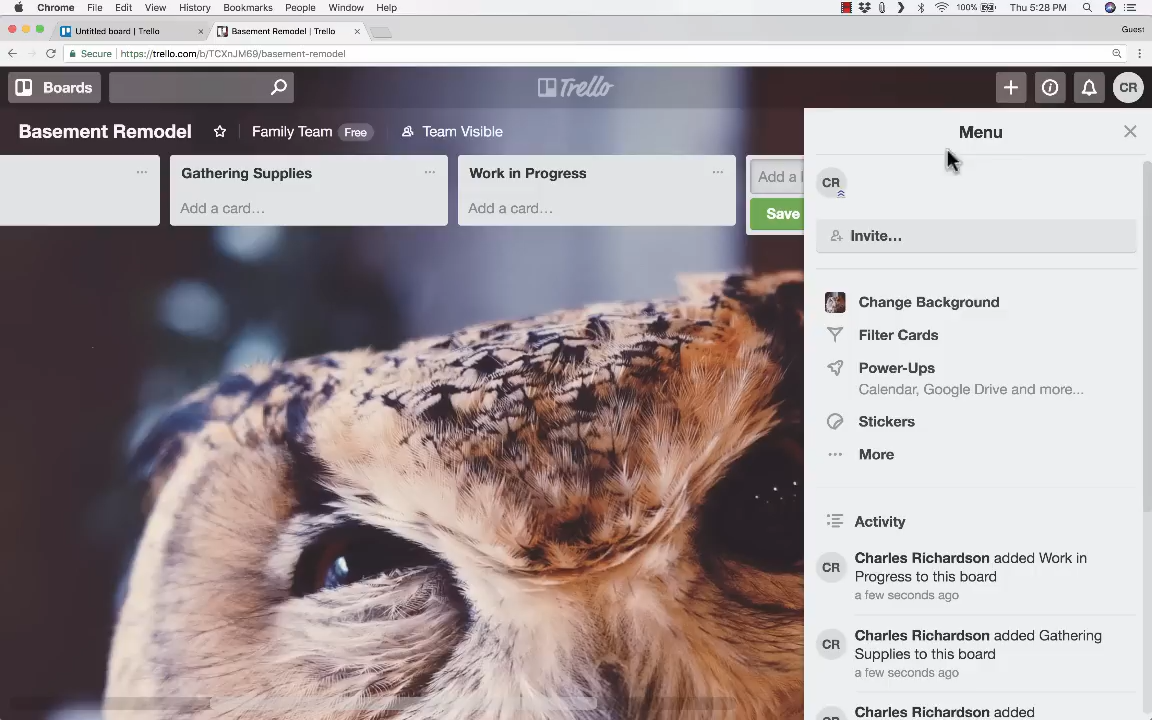 Chrome File Edit View History Bookmarks People Window Help 100% Thu 5:28 PM
Untitled board | Trello × Basement Remodel | Trello × Guest
Secure https://trello.com/b/TCXnJM69/basement-remodel
Boards Trello CR
Basement Remodel Family Team Free Team Visible
Menu
Gathering Supplies
Work in Progress
Add a card…
Add a card…
Add a
Save
CR
Invite…
Change Background
Filter Cards
Power-Ups
Calendar, Google Drive and more...
Stickers
More
Activity
CR
Charles Richardson added Work in
Progress to this board
a few seconds ago
CR
Charles Richardson added Gathering
Supplies to this board
a few seconds ago
Charles Richardson added